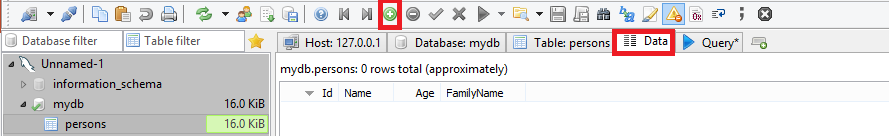 Database filter
Table filter
Host: 127.0.0.1
Database: mydb
Table: persons
Data
Query*
Unnamed-1
information_schema
mydb
16.0 KiB
persons
16.0 KiB
mydb.persons: 0 rows total (approximately)
Id
Name
Age
FamilyName